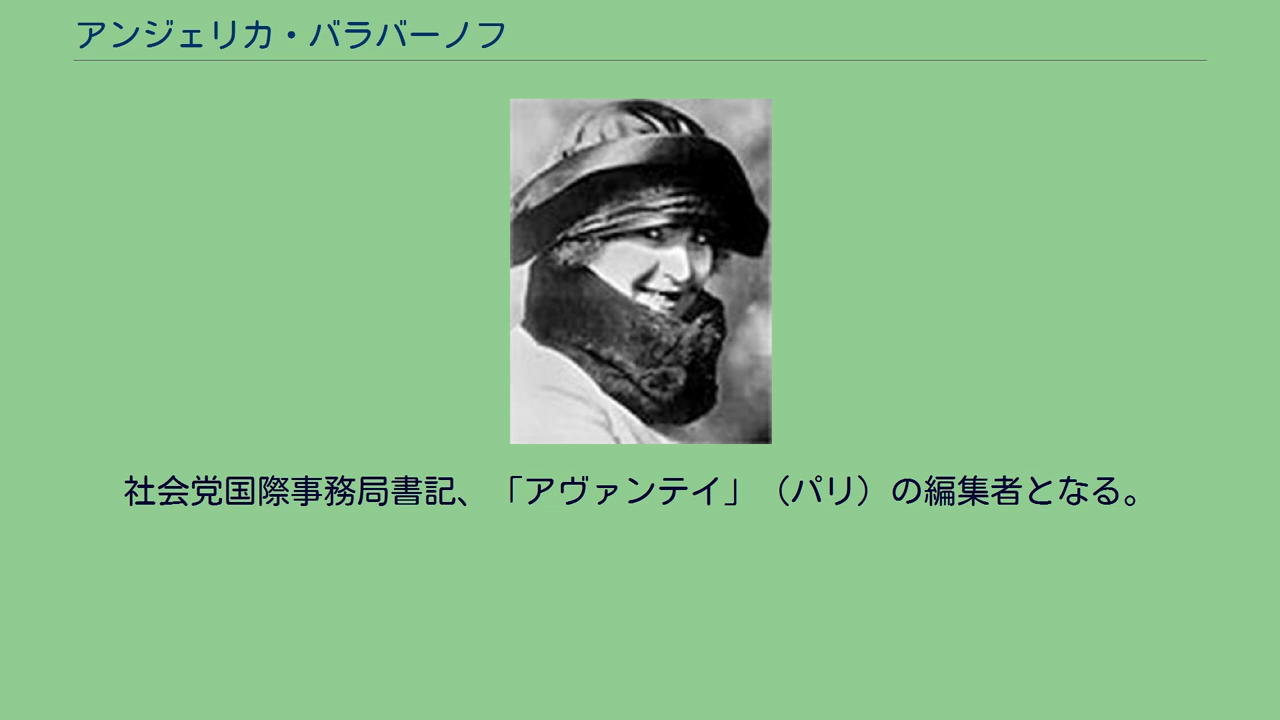 アンジェリカ・バラバーノフ
社会党国際事務局書記、「アヴァンテイ」（パリ）の編集者となる。